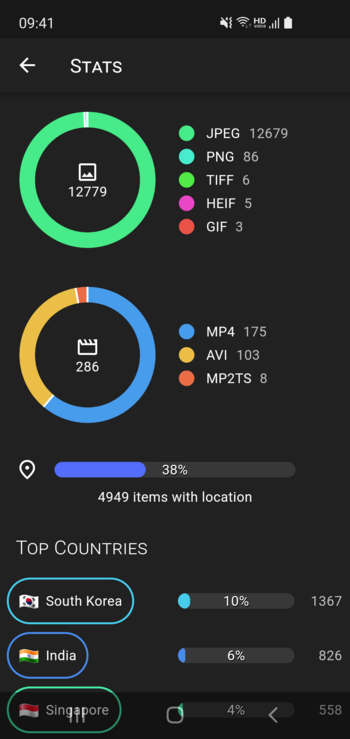 09:41 HD VOICE
Stats
12779
JPEG 12679
PNG 86
TIFF 6
HEIF 5
GIF 3
286
MP4 175
AVI 103
MP2TS 8
38%
4949 items with location
Top Countries
South Korea 10% 1367
India 6% 826
Singapore 4% 558